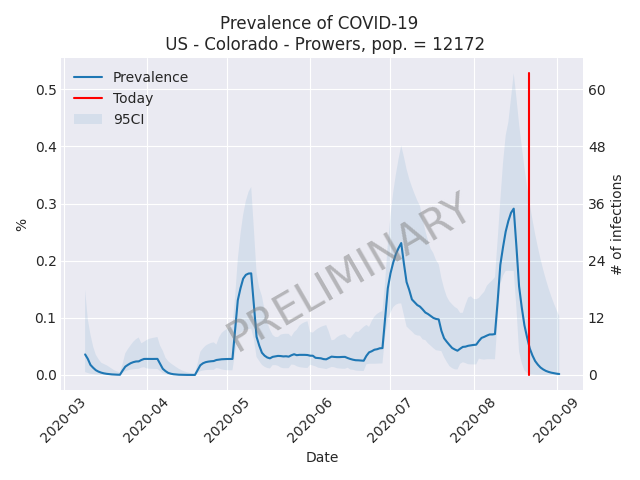 Prevalence of COVID-19
US - Colorado - Prowers, pop. = 12172
Prevalence
Today
95CI
PRELIMINARY
0.5
0.4
0.3
0.2
0.1
0.0
%
60
48
36
24
12
0
# of infections
2020-03
2020-04
2020-05
2020-06
2020-07
2020-08
2020-09
Date